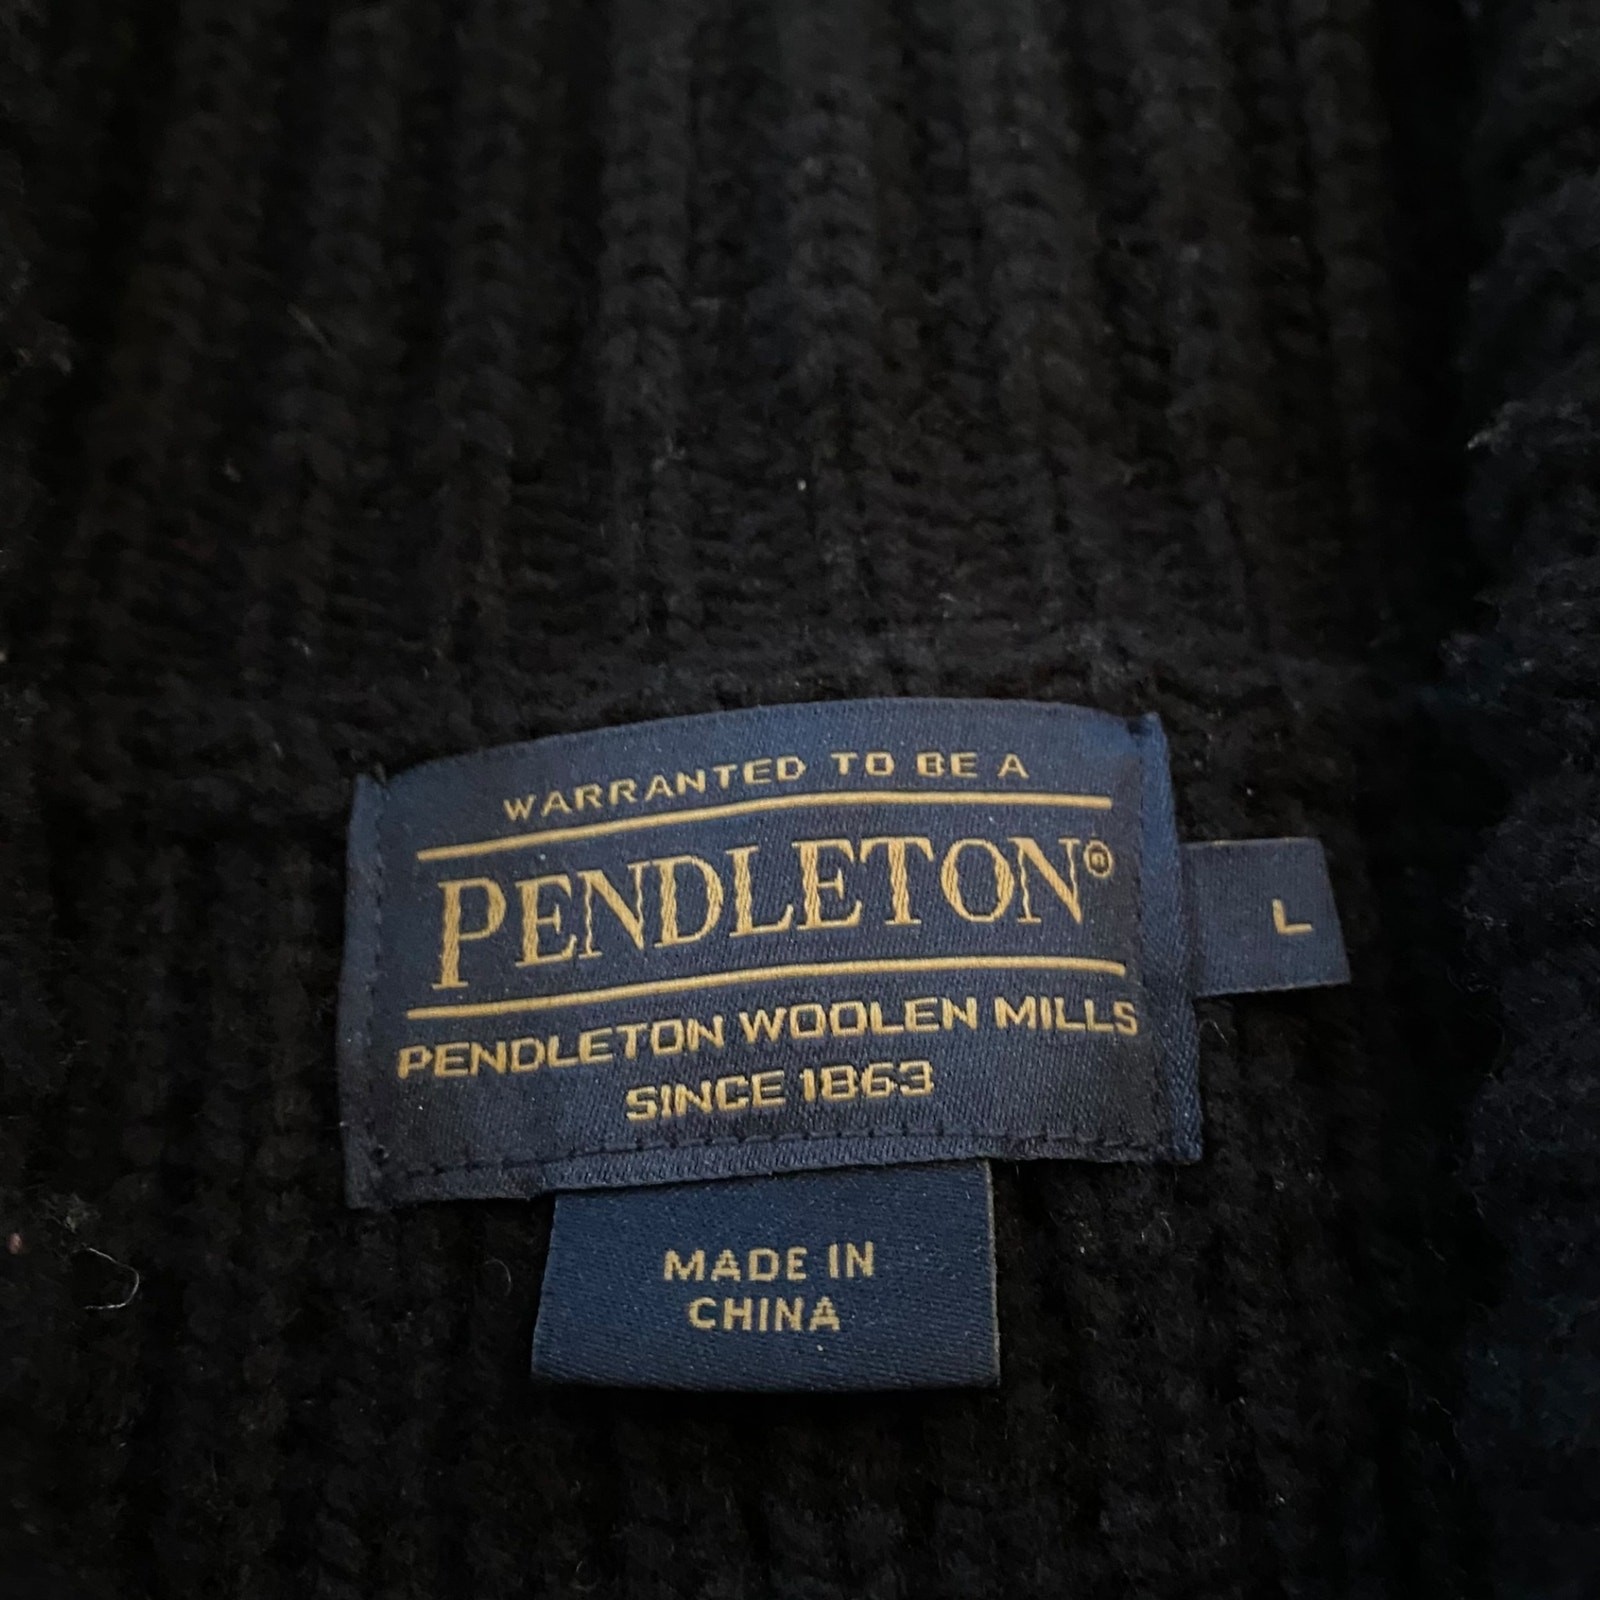 WARRANTED TO BE A
PENDLETON®
PENDLETON WOOLEN MILLS
SINCE 1863
L
MADE IN
CHINA